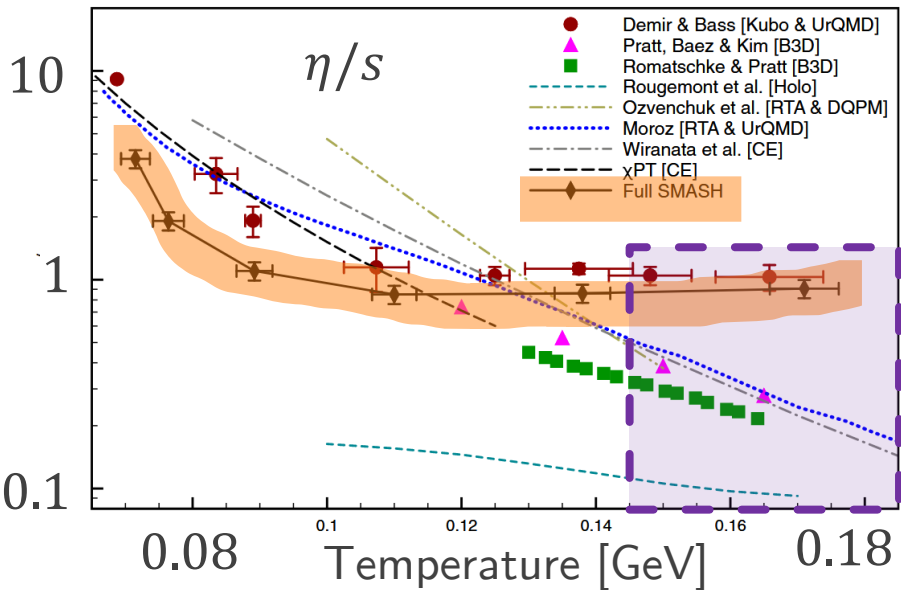 η/s
Demir & Bass [Kubo & UrQMD]
Pratt, Baez & Kim [B3D]
Romatschke & Pratt [B3D]
Rougemont et al. [Holo]
Ozvenchuk et al. [RTA & DQPM]
Moroz [RTA & UrQMD]
Wiranata et al. [CE]
χPT [CE]
Full SMASH
10
1
0.1
0.08
0.1
0.12
0.14
0.16
0.18
Temperature [GeV]